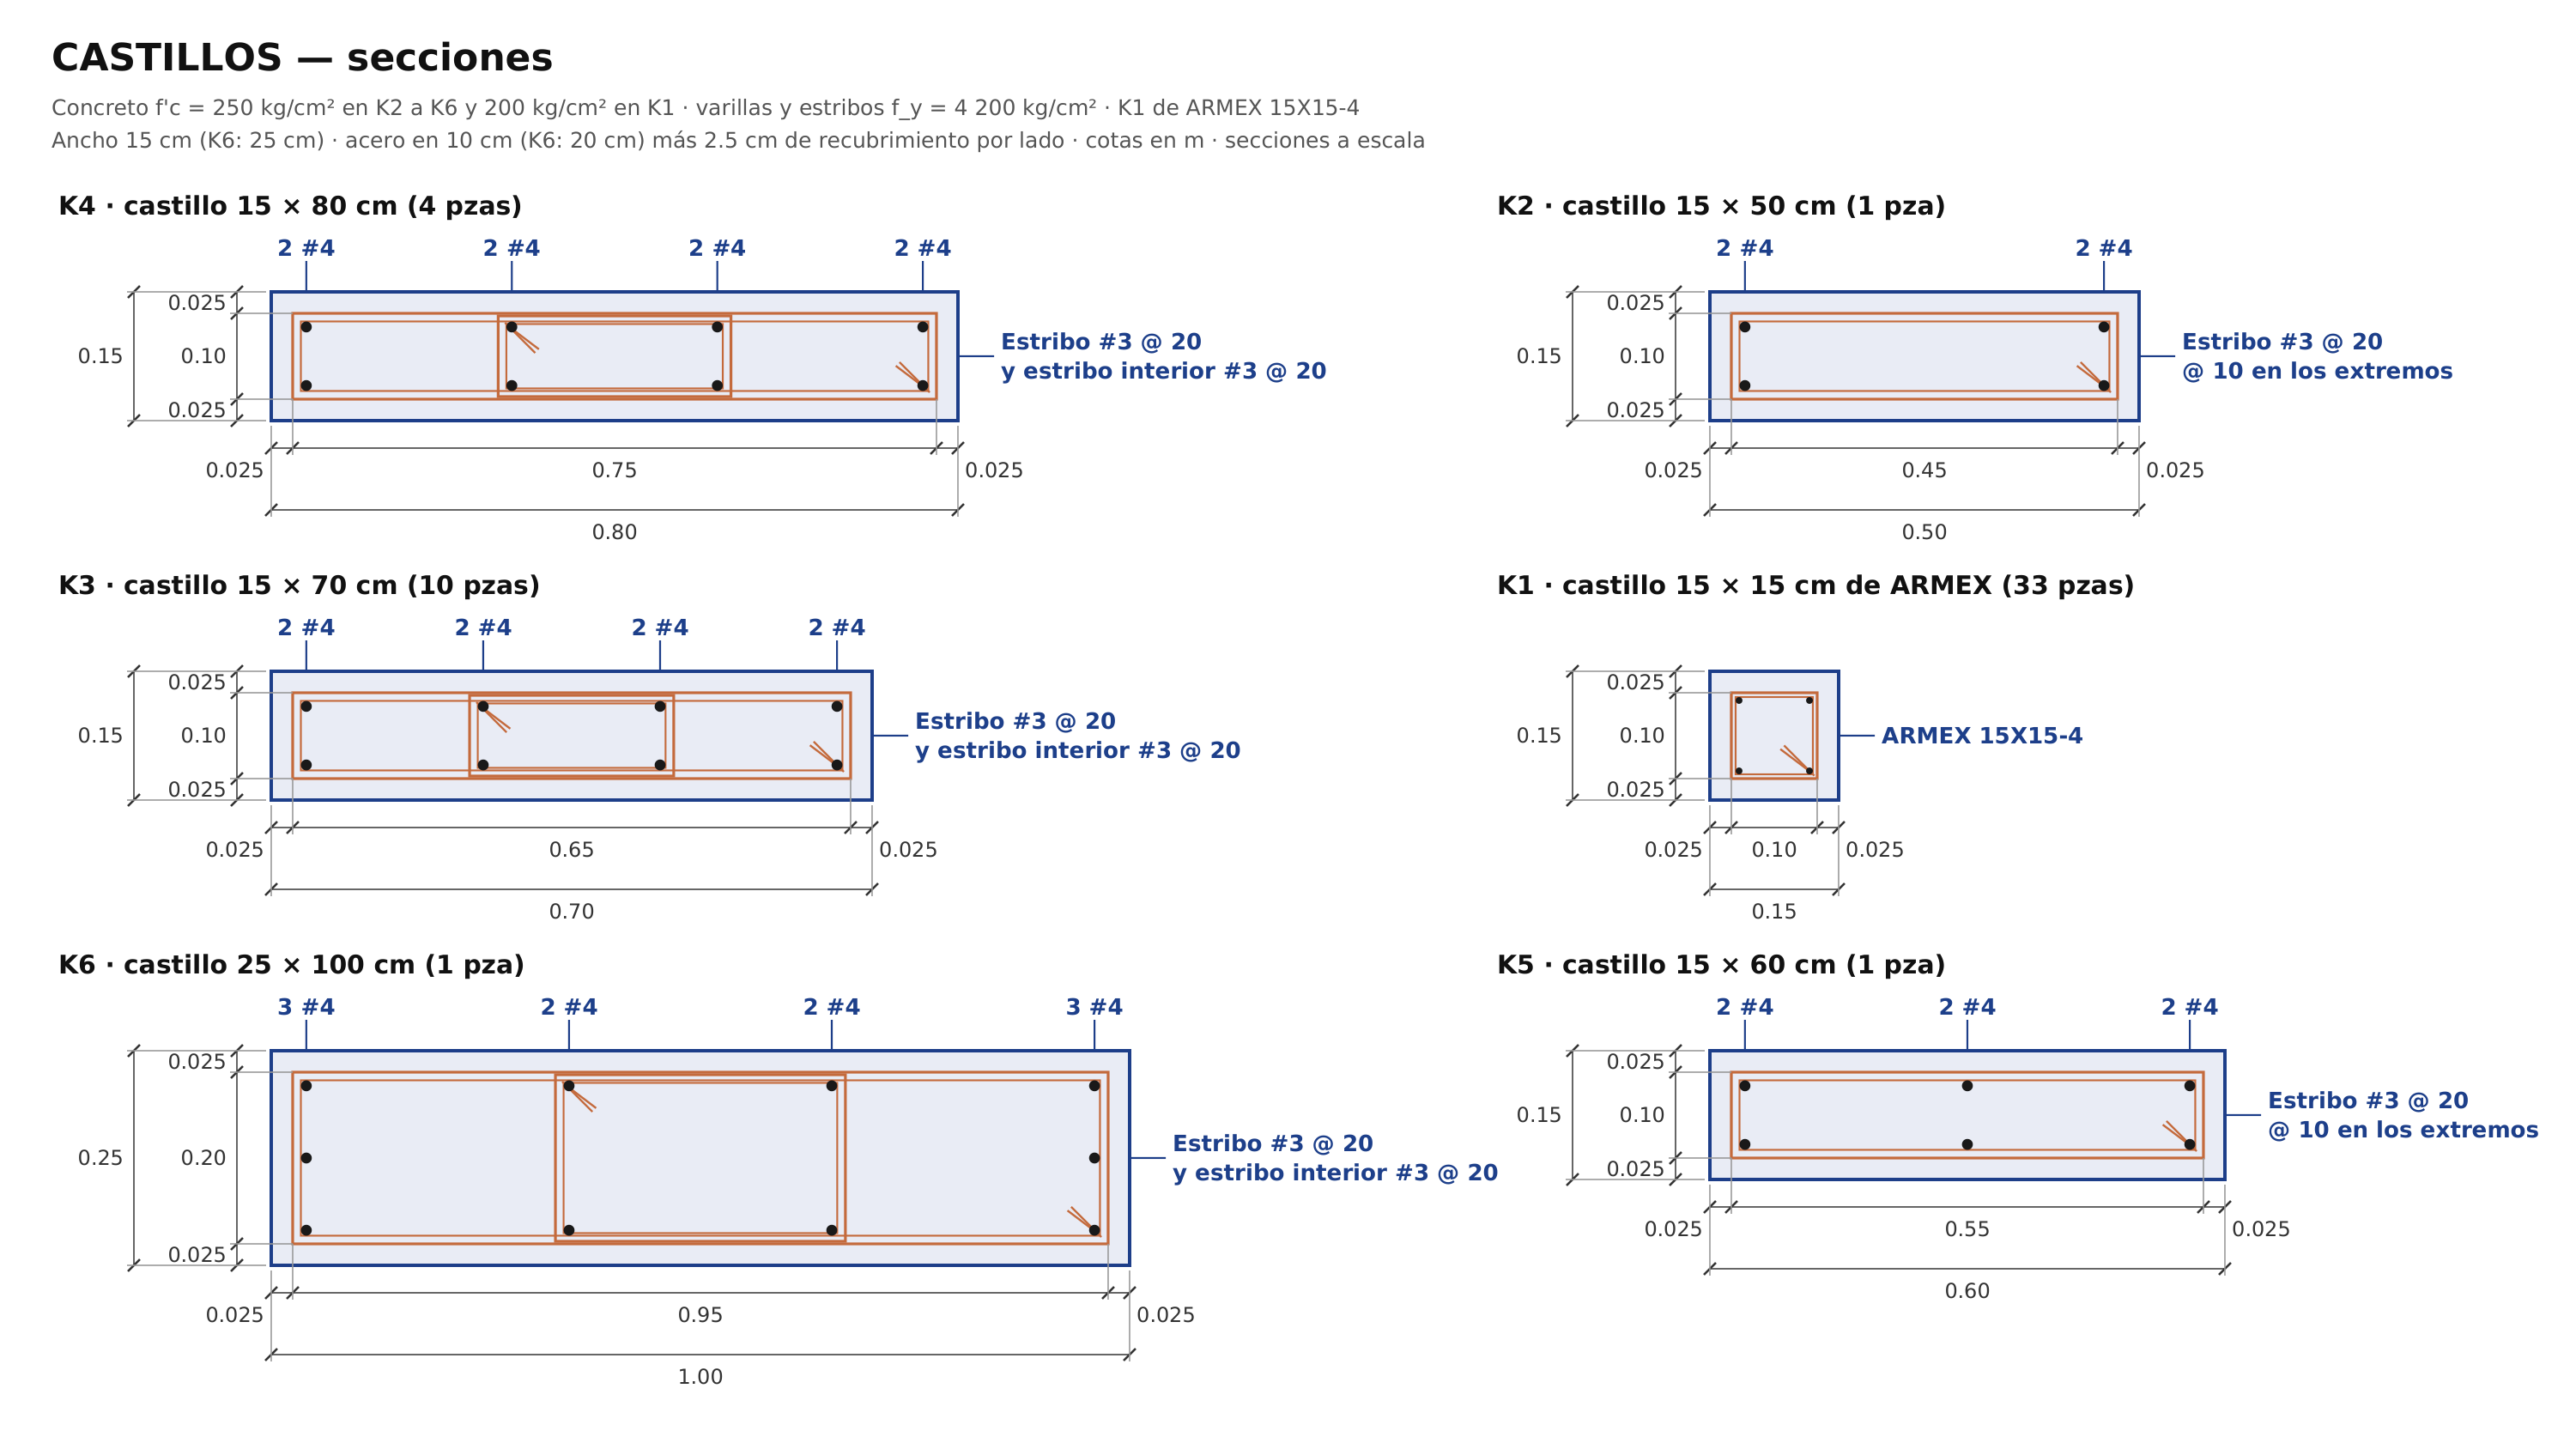 CASTILLOS — secciones
Concreto f'c = 250 kg/cm² en K2 a K6 y 200 kg/cm² en K1 · varillas y estribos f_y = 4 200 kg/cm² · K1 de ARMEX 15X15-4
Ancho 15 cm (K6: 25 cm) · acero en 10 cm (K6: 20 cm) más 2.5 cm de recubrimiento por lado · cotas en m · secciones a escala
K4 · castillo 15 × 80 cm (4 pzas)
2 #4 2 #4 2 #4 2 #4
0.025
0.15 0.10
0.025
Estribo #3 @ 20
y estribo interior #3 @ 20
0.025 0.75 0.025
0.80
K2 · castillo 15 × 50 cm (1 pza)
2 #4 2 #4
0.025
0.15 0.10
0.025
Estribo #3 @ 20
@ 10 en los extremos
0.025 0.45 0.025
0.50
K3 · castillo 15 × 70 cm (10 pzas)
2 #4 2 #4 2 #4 2 #4
0.025
0.15 0.10
0.025
Estribo #3 @ 20
y estribo interior #3 @ 20
0.025 0.65 0.025
0.70
K1 · castillo 15 × 15 cm de ARMEX (33 pzas)
0.025
0.15 0.10
0.025
ARMEX 15X15-4
0.025 0.10 0.025
0.15
K6 · castillo 25 × 100 cm (1 pza)
3 #4 2 #4 2 #4 3 #4
0.025
0.25 0.20
0.025
Estribo #3 @ 20
y estribo interior #3 @ 20
0.025 0.95 0.025
1.00
K5 · castillo 15 × 60 cm (1 pza)
2 #4 2 #4 2 #4
0.025
0.15 0.10
0.025
Estribo #3 @ 20
@ 10 en los extremos
0.025 0.55 0.025
0.60